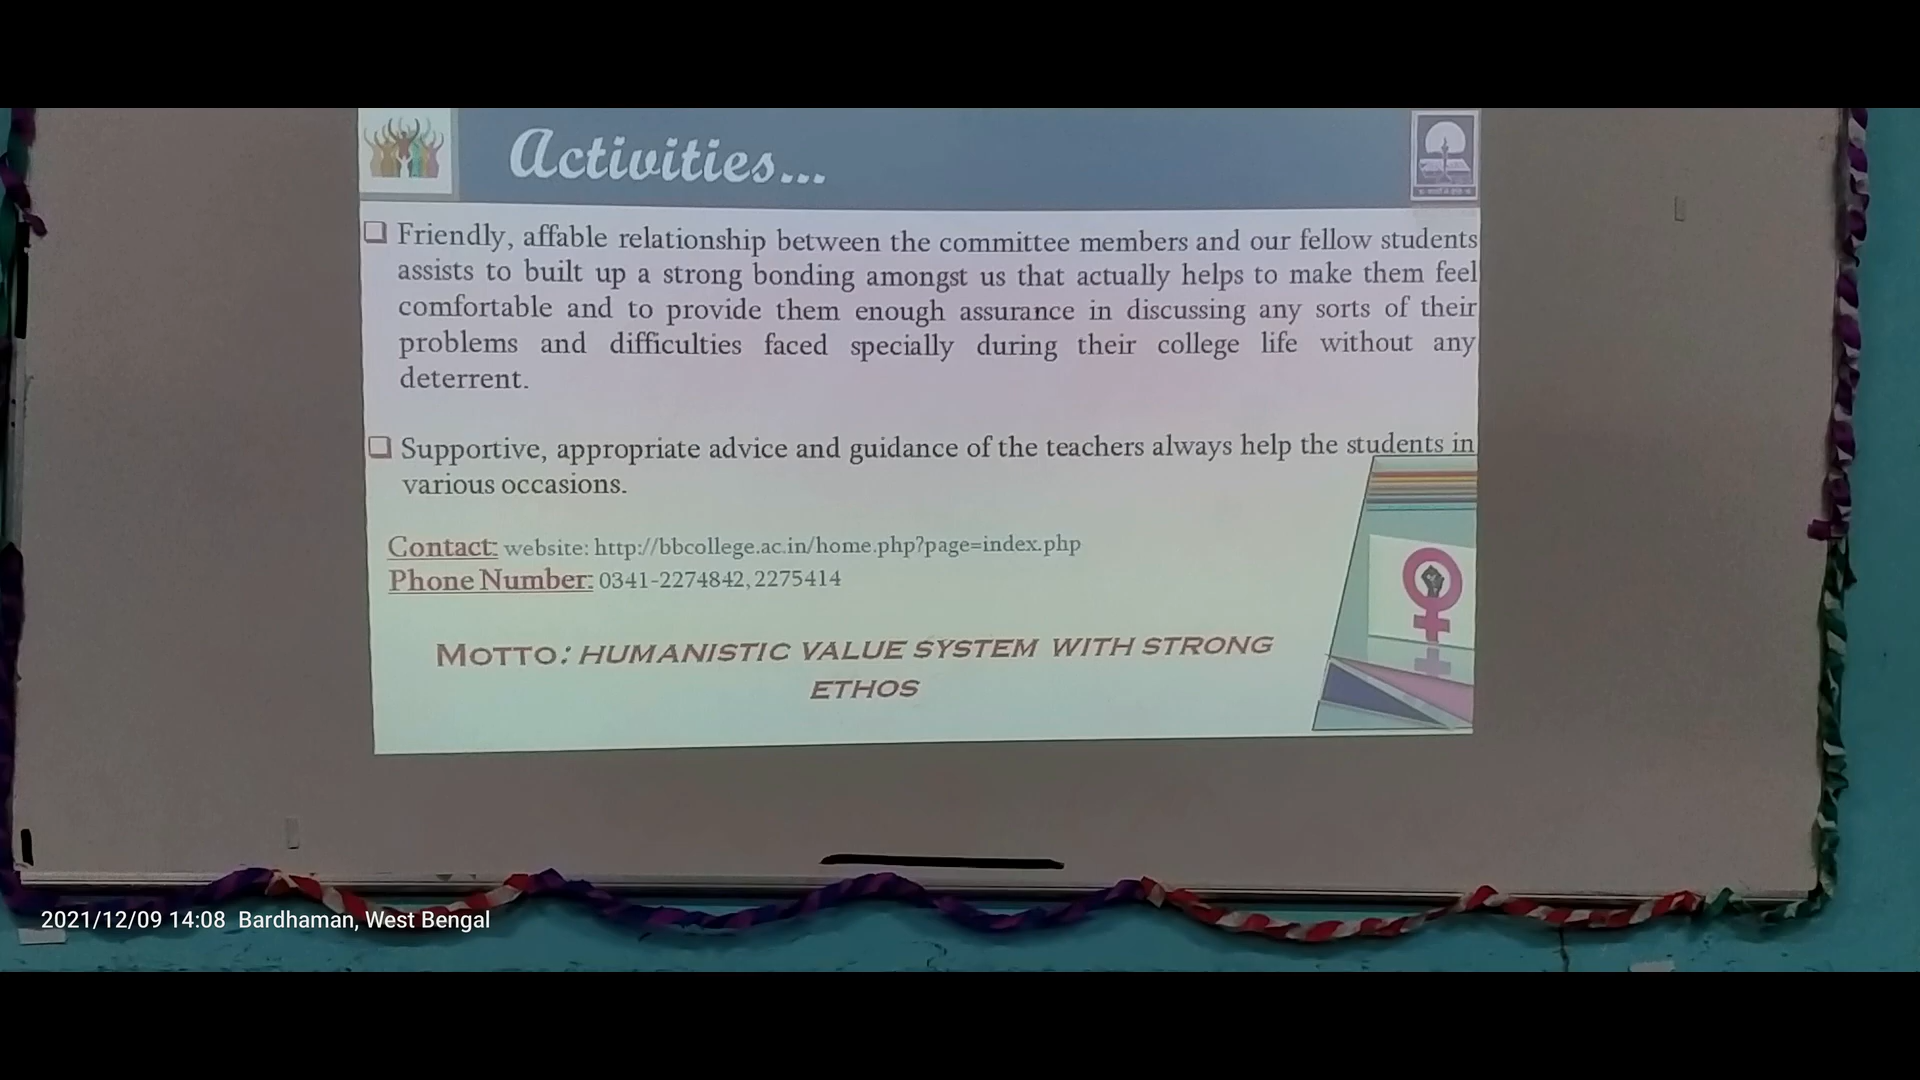 Activities...
Friendly, affable relationship between the committee members and our fellow students
assists to built up a strong bonding amongst us that actually helps to make them feel
comfortable and to provide them enough assurance in discussing any sorts of their
problems and difficulties faced specially during their college life without any
deterrent.
Supportive, appropriate advice and guidance of the teachers always help the students in
various occasions.
Contact: website: http://bbcollege.ac.in/home.php?page=index.php
Phone Number: 0341-2274842, 2275414
MOTTO: HUMANISTIC VALUE SYSTEM WITH STRONG
ETHOS
2021/12/09 14:08 Bardhaman, West Bengal